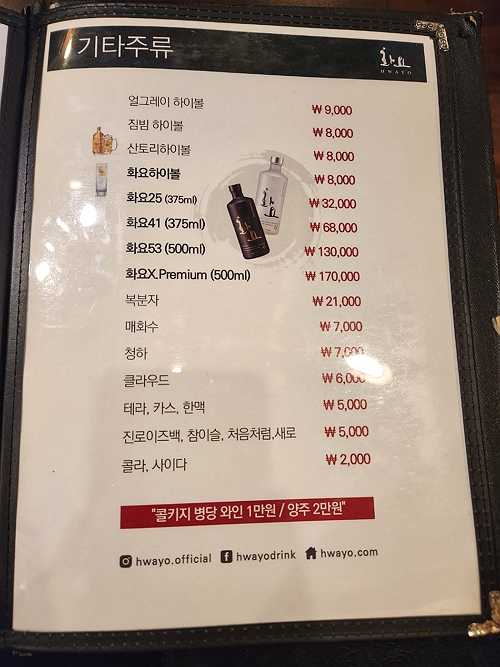 기타주류
화요
HWAYO
얼그레이 하이볼 ₩ 9,000
짐빔 하이볼 ₩ 8,000
산토리하이볼 ₩ 8,000
화요하이볼 ₩ 8,000
화요25 (375ml) ₩ 32,000
화요41 (375ml) ₩ 68,000
화요53 (500ml) ₩ 130,000
화요X.Premium (500ml) ₩ 170,000
복분자 ₩ 21,000
매화수 ₩ 7,000
청하 ₩ 7,000
클라우드 ₩ 6,000
테라, 카스, 한맥 ₩ 5,000
진로이즈백, 참이슬, 처음처럼,새로 ₩ 5,000
콜라, 사이다 ₩ 2,000
"콜키지 병당 와인 1만원 / 양주 2만원"
hwayo.official hwayodrink hwayo.com